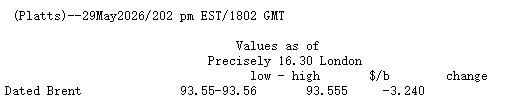 (Platts)--29May2026/202 pm EST/1802 GMT
Values as of
Precisely 16.30 London
low - high $/b change
Dated Brent 93.55-93.56 93.555 -3.240